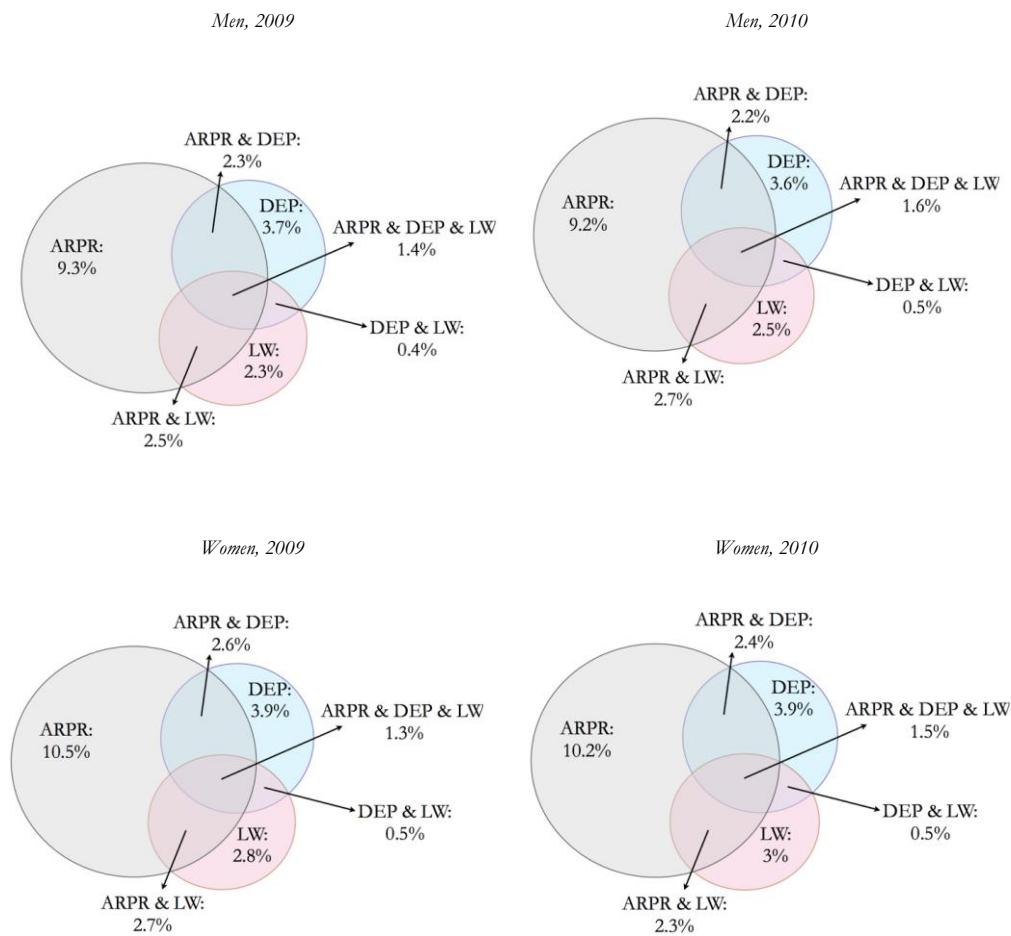 Men, 2009
ARPR & DEP:
2.3%
DEP:
3.7%
ARPR & DEP & LW
1.4%
ARPR:
9.3%
DEP & LW:
0.4%
LW:
2.3%
ARPR & LW:
2.5%
Men, 2010
ARPR & DEP:
2.2%
DEP:
3.6%
ARPR & DEP & LW
1.6%
ARPR:
9.2%
DEP & LW:
0.5%
LW:
2.5%
ARPR & LW:
2.7%
Women, 2009
ARPR & DEP:
2.6%
DEP:
3.9%
ARPR & DEP & LW
1.3%
ARPR:
10.5%
DEP & LW:
0.5%
LW:
2.8%
ARPR & LW:
2.7%
Women, 2010
ARPR & DEP:
2.4%
DEP:
3.9%
ARPR & DEP & LW
1.5%
ARPR:
10.2%
DEP & LW:
0.5%
LW:
3%
ARPR & LW:
2.3%